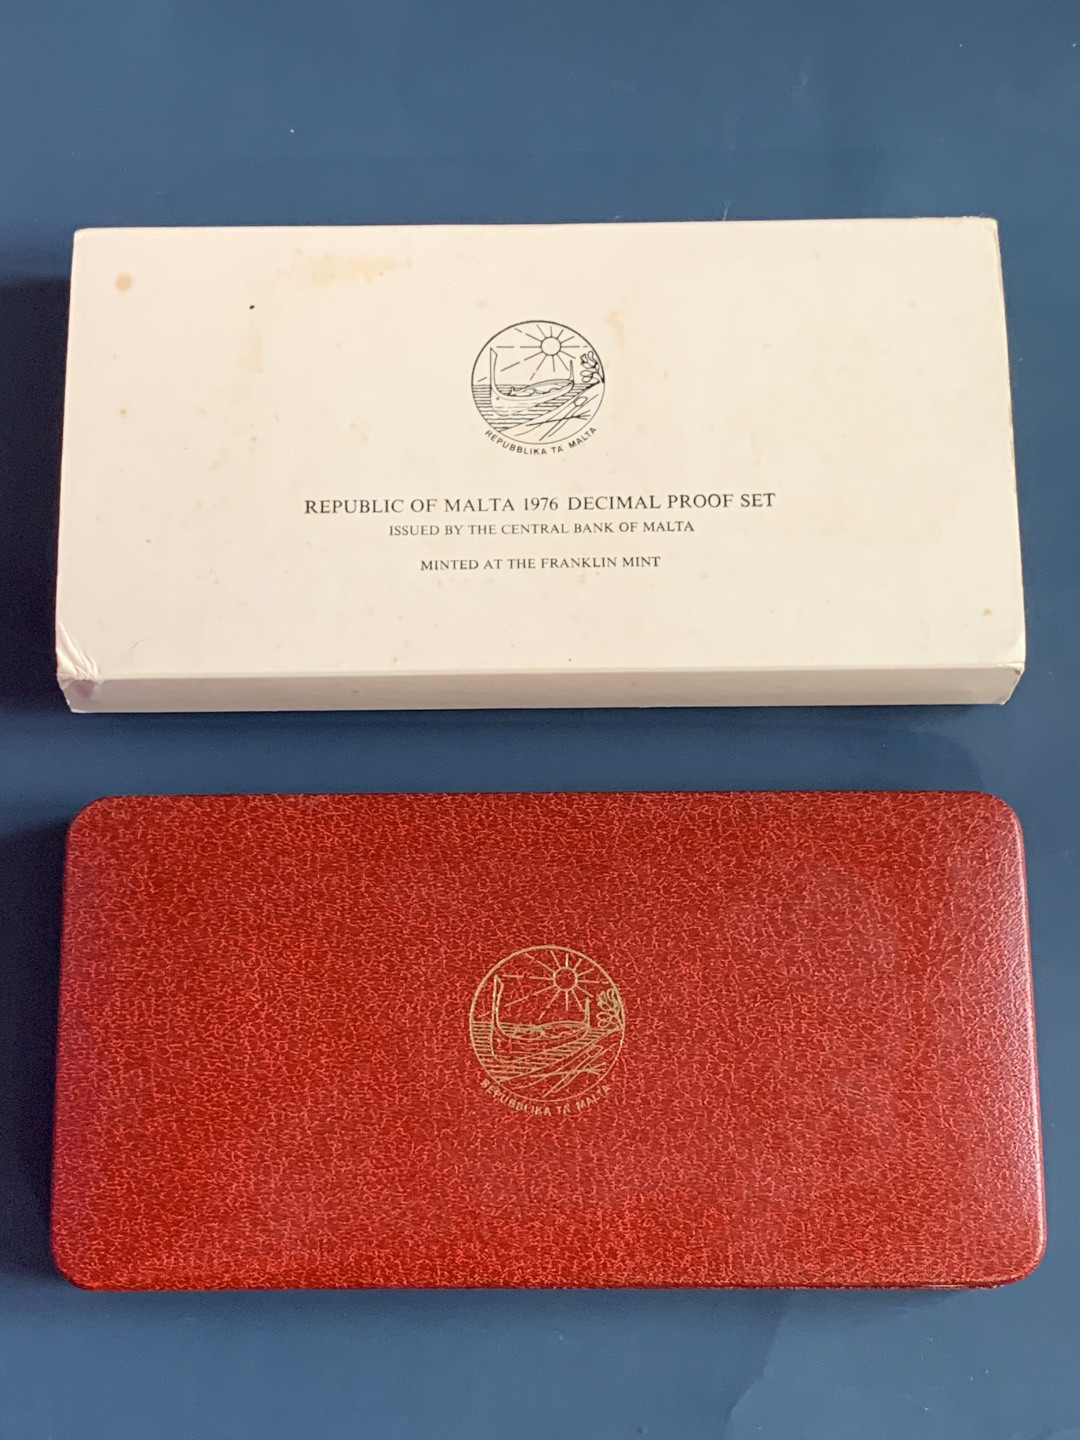 REPUBBLIKA TA MALTA
REPUBLIC OF MALTA 1976 DECIMAL PROOF SET
ISSUED BY THE CENTRAL BANK OF MALTA
MINTED AT THE FRANKLIN MINT
REPUBBLIKA TA' MALTA